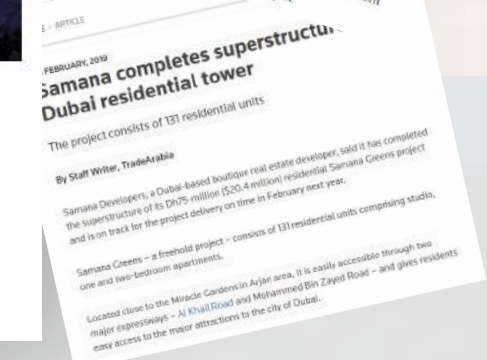 ARTICLE
FEBRUARY, 2019
Samana completes superstructu
Dubai residential tower
The project consists of 131 residential units
By Staff Writer, TradeArabia
Samana Developers, a Dubai-based boutique real estate developer, said it has completed
the superstructure of its Dh75-million ($20.4 million) residential Samana Greens project
and is on track for the project delivery on time in February next year.
Samana Greens – a freehold project – consists of 131 residential units comprising studio,
one and two-bedroom apartments.
Located close to the Miracle Gardens in Arjan area, it is easily accessible through two
major expressways – Al Khail Road and Mohammed Bin Zayed Road – and gives residents
easy access to the major attractions to the city of Dubai.